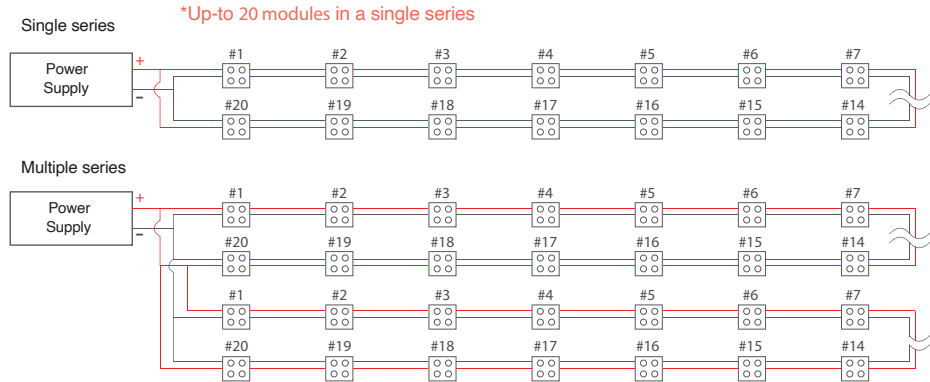 *Up-to 20 modules in a single series
Single series
Power
Supply
+
-
#1 #2 #3 #4 #5 #6 #7
#20 #19 #18 #17 #16 #15 #14
Multiple series
Power
Supply
+
-
#1 #2 #3 #4 #5 #6 #7
#20 #19 #18 #17 #16 #15 #14
#1 #2 #3 #4 #5 #6 #7
#20 #19 #18 #17 #16 #15 #14